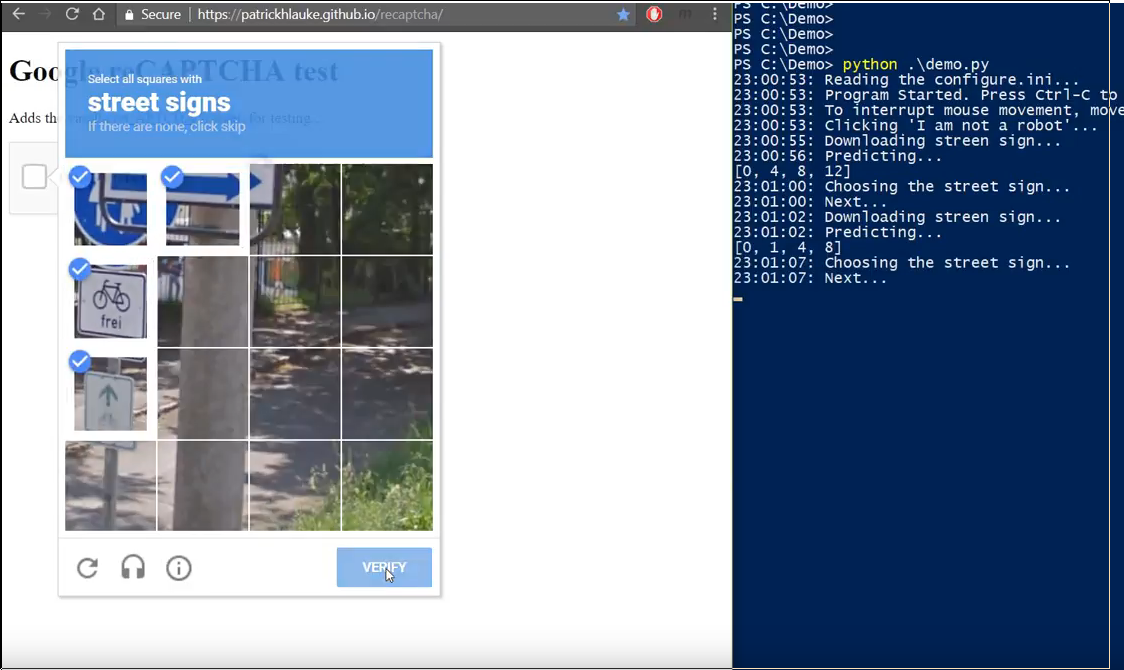 Secure | https://patrickhlauke.github.io/recaptcha/
Google reCAPTCHA test
Adds the
for testing...
Select all squares with
street signs
If there are none, click skip
frei
VERIFY
PS C:\Demo>
PS C:\Demo>
PS C:\Demo>
PS C:\Demo>
PS C:\Demo> python .\demo.py
23:00:53: Reading the configure.ini...
23:00:53: Program Started. Press Ctrl-C to
23:00:53: To interrupt mouse movement, move
23:00:53: Clicking 'I am not a robot'...
23:00:55: Downloading streen sign...
23:00:56: Predicting...
[0, 4, 8, 12]
23:01:00: Choosing the street sign...
23:01:00: Next...
23:01:02: Downloading streen sign...
23:01:02: Predicting...
[0, 1, 4, 8]
23:01:07: Choosing the street sign...
23:01:07: Next...